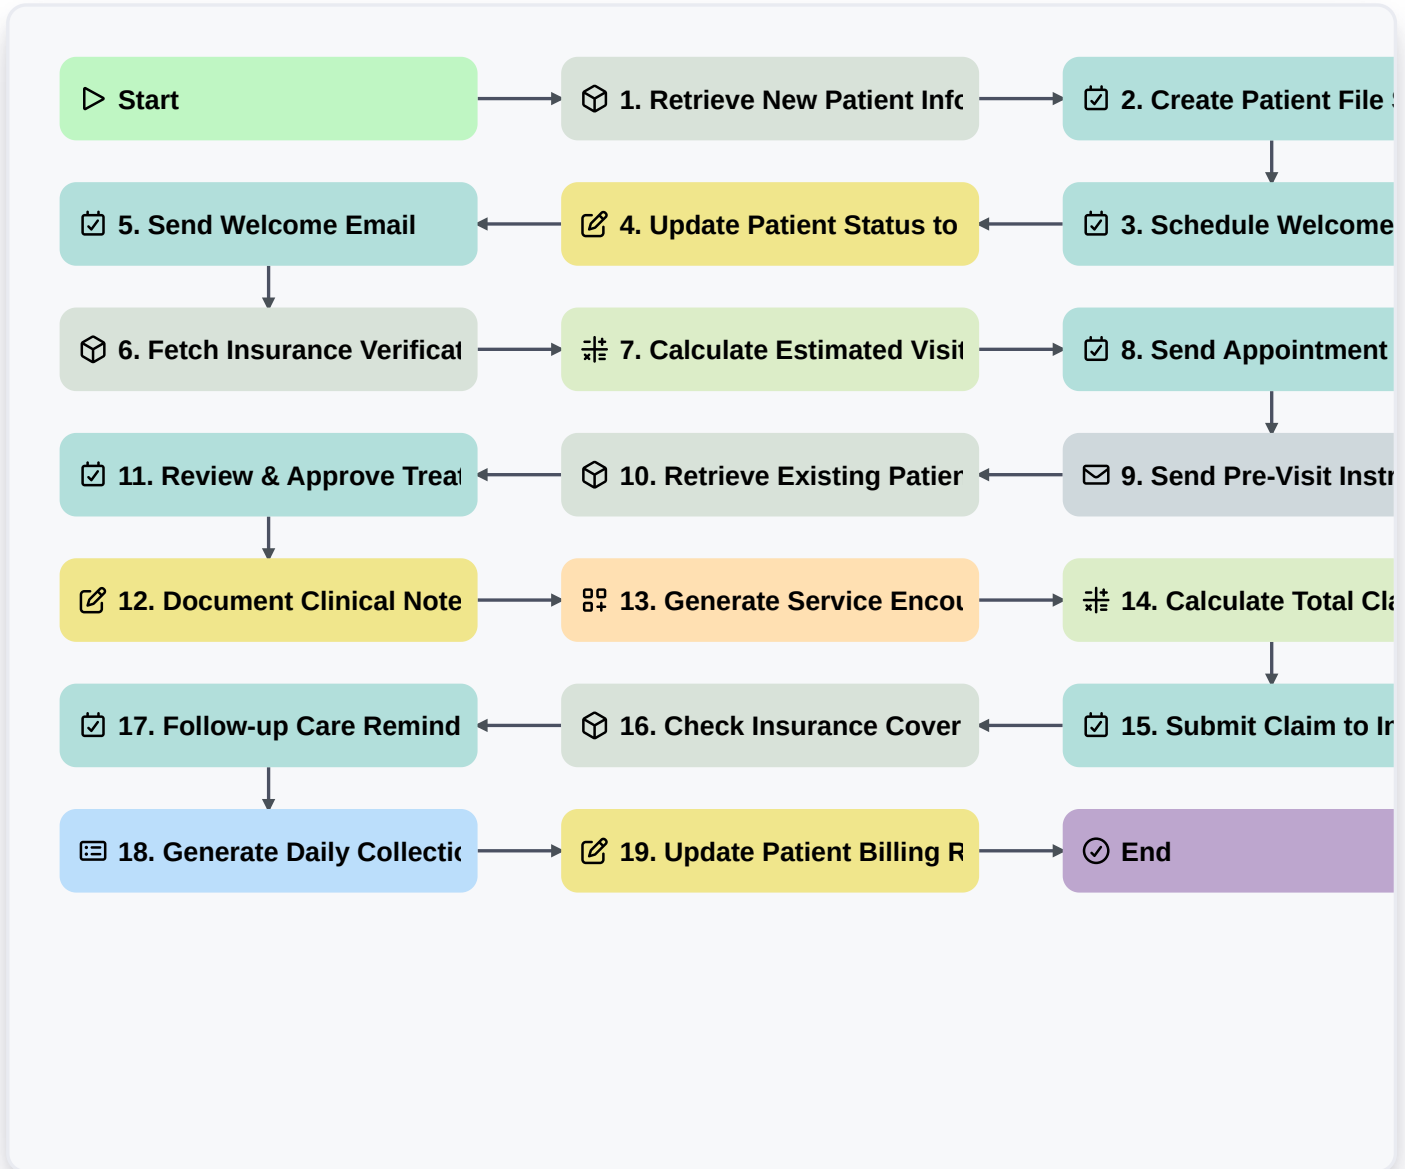 Start
1. Retrieve New Patient Info
2. Create Patient File
5. Send Welcome Email
4. Update Patient Status to
3. Schedule Welcome
6. Fetch Insurance Verificat
7. Calculate Estimated Visit
8. Send Appointment
11. Review & Approve Treat
10. Retrieve Existing Patien
9. Send Pre-Visit Instr
12. Document Clinical Note
13. Generate Service Encou
14. Calculate Total Cla
17. Follow-up Care Remind
16. Check Insurance Cover
15. Submit Claim to In
18. Generate Daily Collectic
19. Update Patient Billing R
End